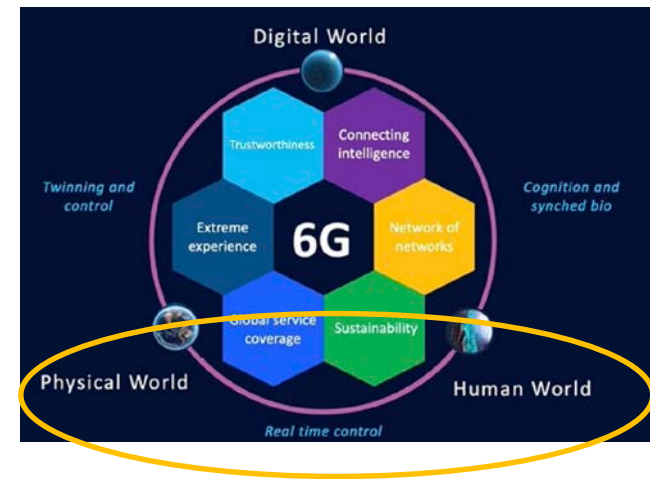 Digital World
Trustworthiness
Connecting
intelligence
Twinning and
control
Cognition and
synched bio
Extreme
experience
6G
Network of
networks
Global service
coverage
Sustainability
Physical World
Human World
Real time control